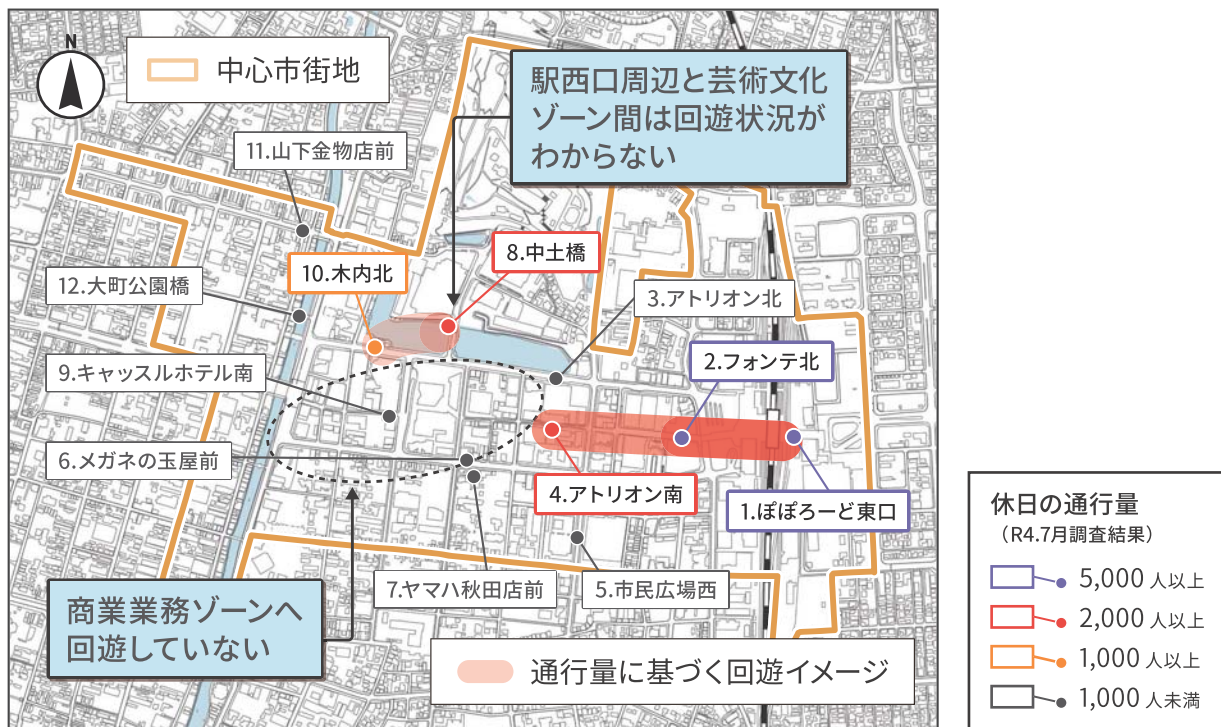 N
中心市街地
駅西口周辺と芸術文化
ゾーン間は回遊状況が
わからない
11.山下金物店前
8.中土橋
10.木内北
12.大町公園橋
3.アトリオン北
2.フォンテ北
9.キャッスルホテル南
6.メガネの玉屋前
4.アトリオン南
1.ぽぽろーど東口
7.ヤマハ秋田店前
5.市民広場西
商業業務ゾーンへ
回遊していない
通行量に基づく回遊イメージ
休日の通行量
（R4.7月調査結果）
5,000 人以上
2,000 人以上
1,000 人以上
1,000 人未満